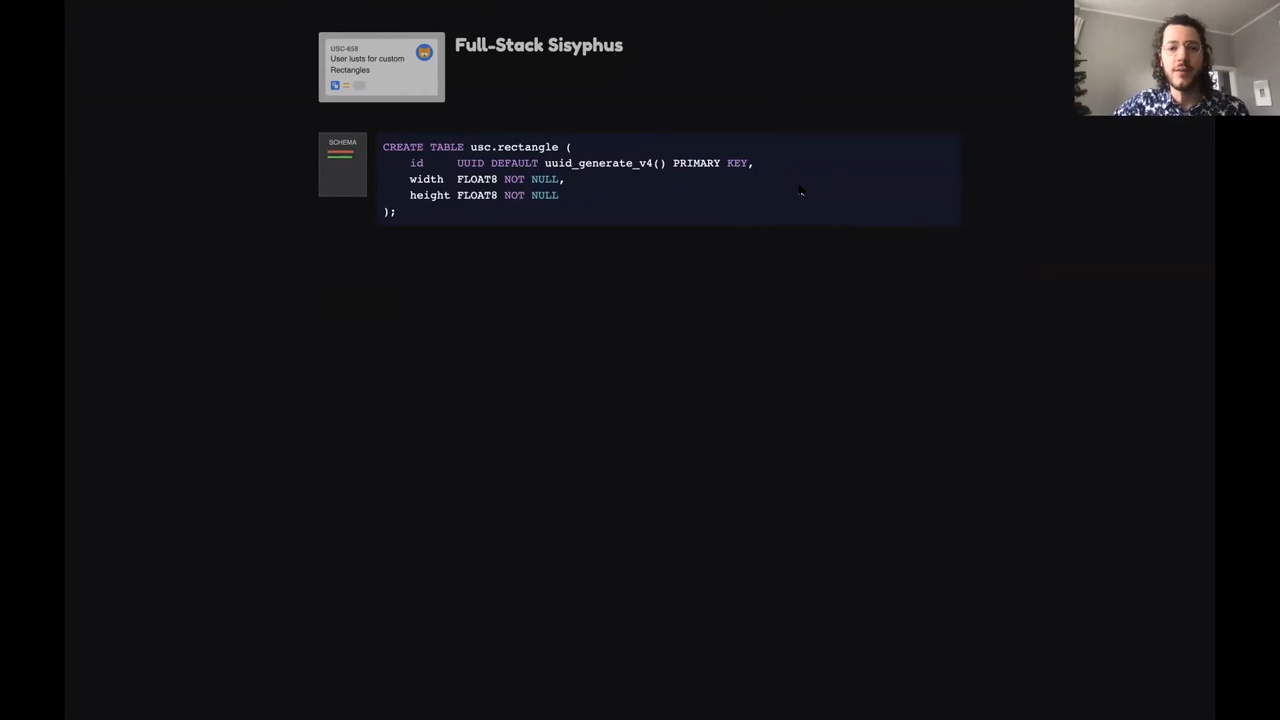 USC-658
User lusts for custom
Rectangles
Full-Stack Sisyphus
SCHEMA
CREATE TABLE usc.rectangle (
    id     UUID DEFAULT uuid_generate_v4() PRIMARY KEY,
    width  FLOAT8 NOT NULL,
    height FLOAT8 NOT NULL
);